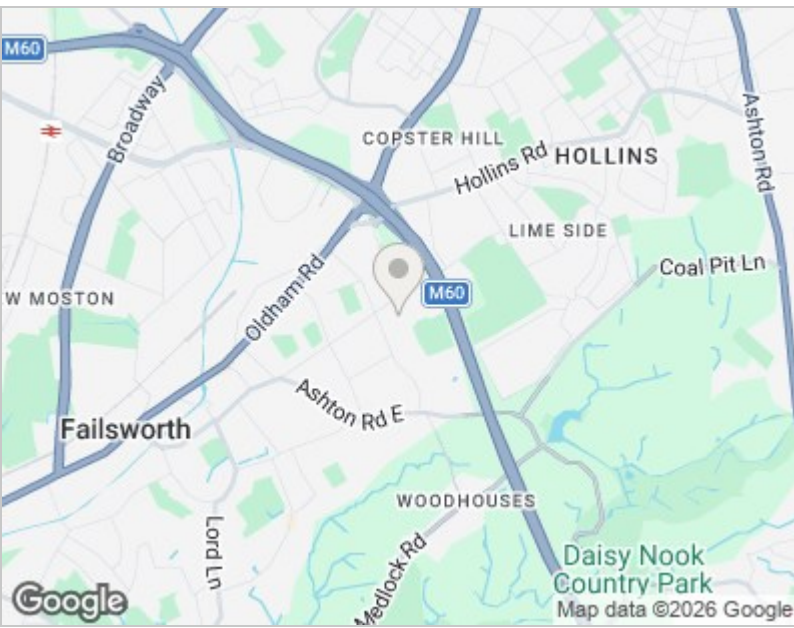 M60
Broadway
COPSTER HILL
Hollins Rd
HOLLINS
Ashton Rd
LIME SIDE
Coal Pit Ln
M60
Oldham Rd
W MOSTON
Ashton Rd E
Failsworth
WOODHOUSES
Lord Ln
Medlock Rd
Daisy Nook
Country Park
Google
Map data ©2026 Google